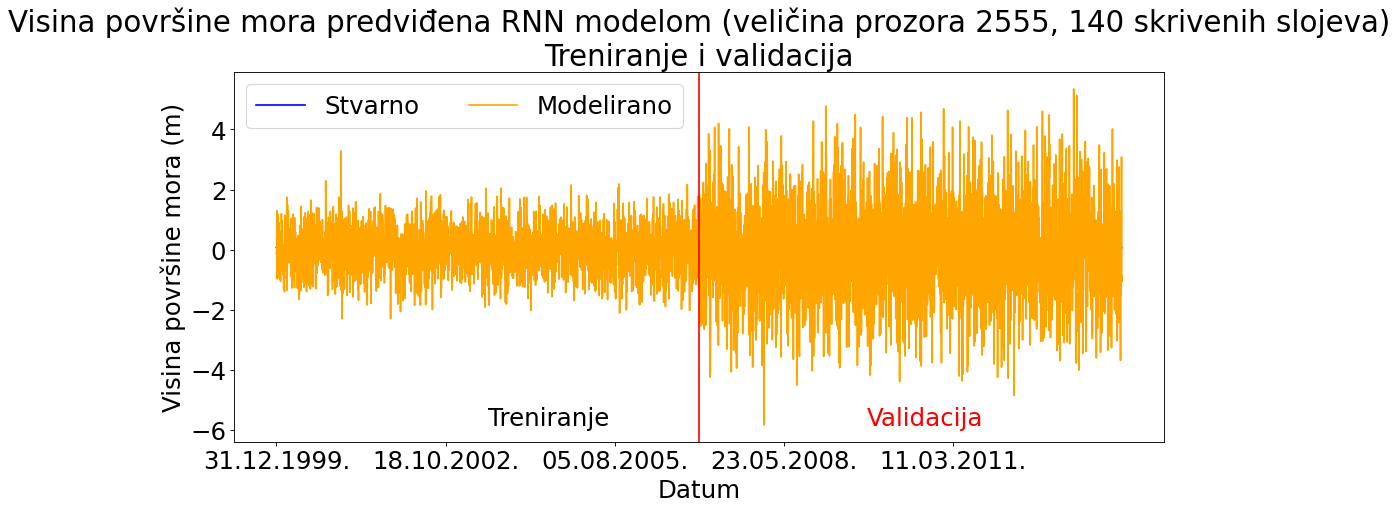 Visina površine mora predviđena RNN modelom (veličina prozora 2555, 140 skrivenih slojeva)
Treniranje i validacija
Stvarno Modelirano
Visina površine mora (m)
4
2
0
−2
−4
−6
Treniranje Validacija
31.12.1999. 18.10.2002. 05.08.2005. 23.05.2008. 11.03.2011.
Datum